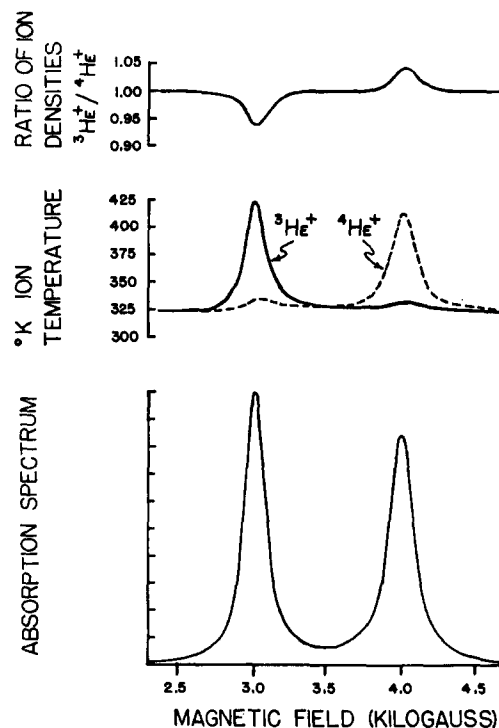 RATIO OF ION
DENSITIES
³HE⁺/⁴HE⁺
1.05
1.00
0.95
0.90
°K ION
TEMPERATURE
425
400
375
350
325
300
³HE⁺
⁴HE⁺
ABSORPTION SPECTRUM
2.5 3.0 3.5 4.0 4.5
MAGNETIC FIELD (KILOGAUSS)